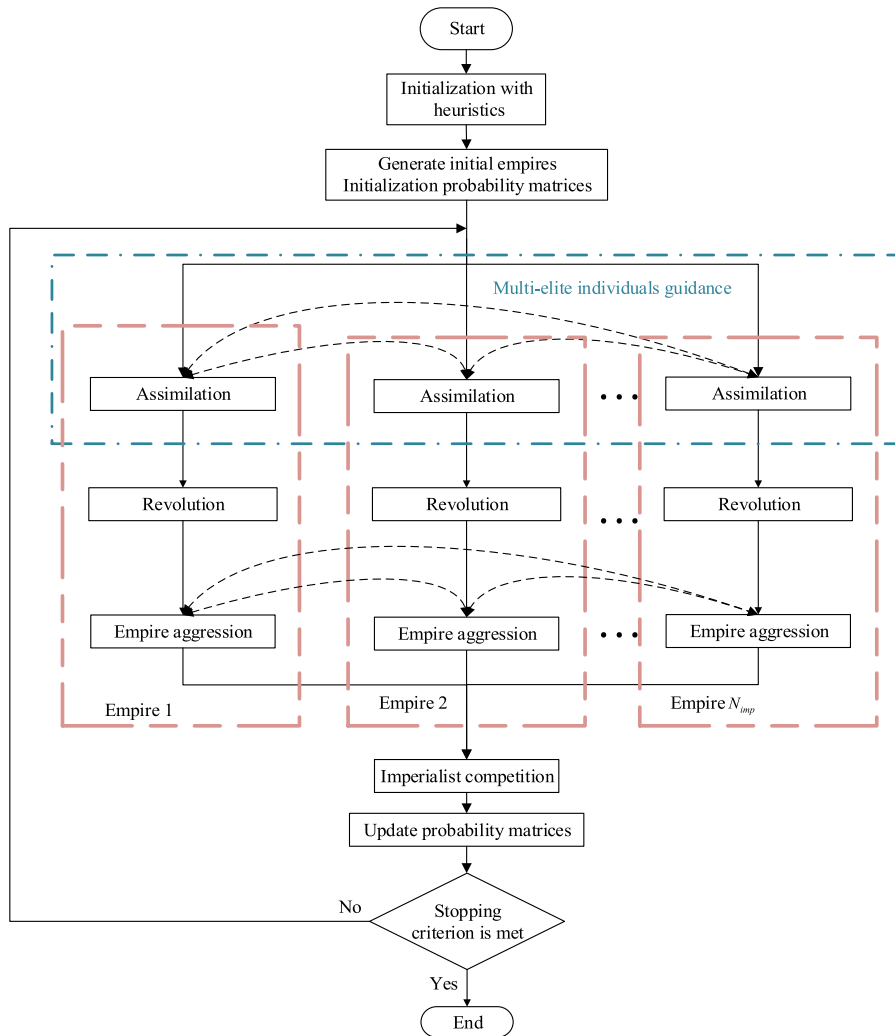 Start
Initialization with
heuristics
Generate initial empires
Initialization probability matrices
Multi-elite individuals guidance
Assimilation
Assimilation
Assimilation
Revolution
Revolution
Revolution
Empire aggression
Empire aggression
Empire aggression
Empire 1
Empire 2
Empire N_imp
Imperialist competition
Update probability matrices
Stopping
criterion is met
No
Yes
End